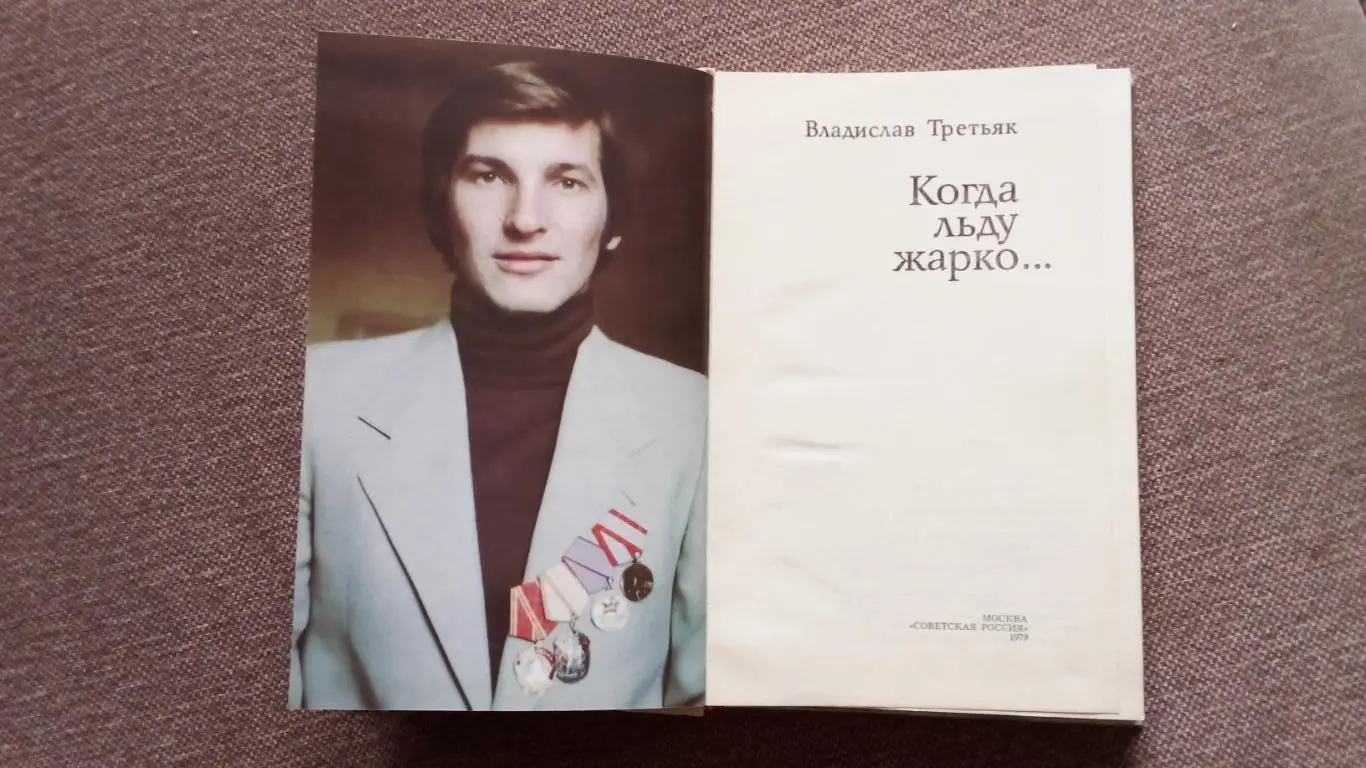 Владислав Третьяк
Когда
льду
жарко...
МОСКВА
«СОВЕТСКАЯ РОССИЯ»
1979